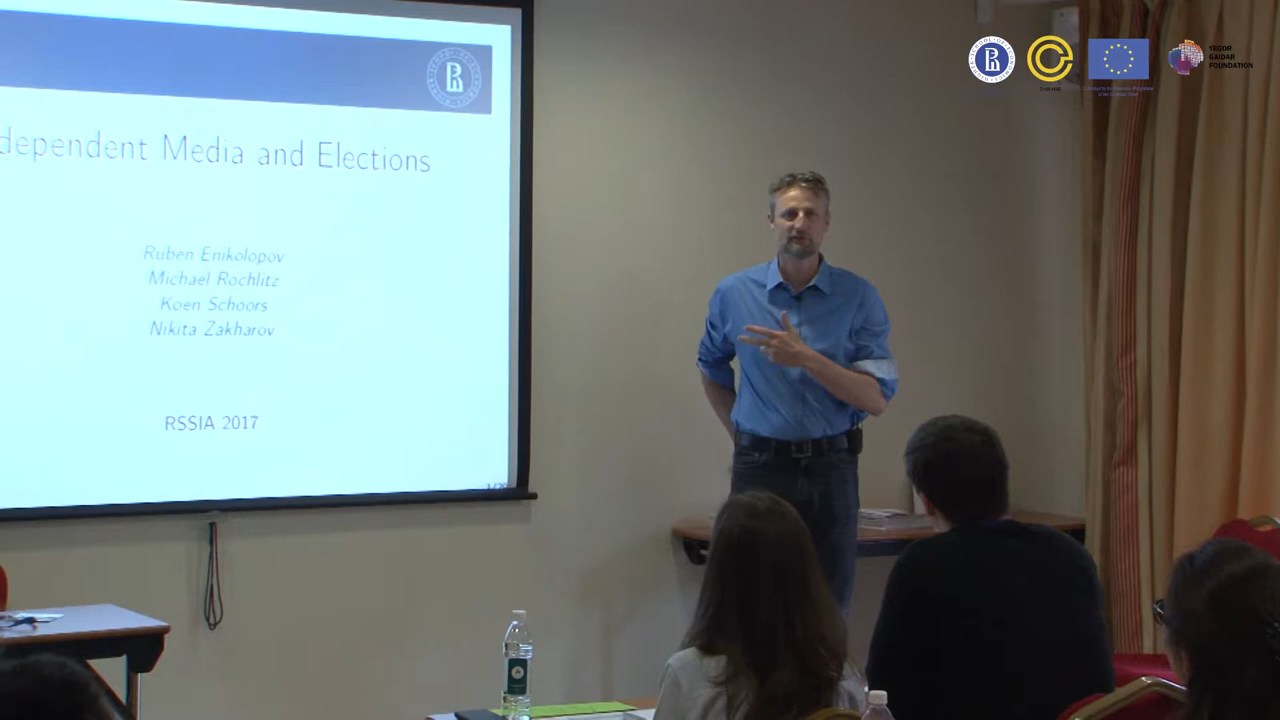 dependent Media and Elections
Ruben Enikolopov
Michael Rochlitz
Koen Schoors
Nikita Zakharov
RSSIA 2017
YEGOR
GAIDAR
FOUNDATION